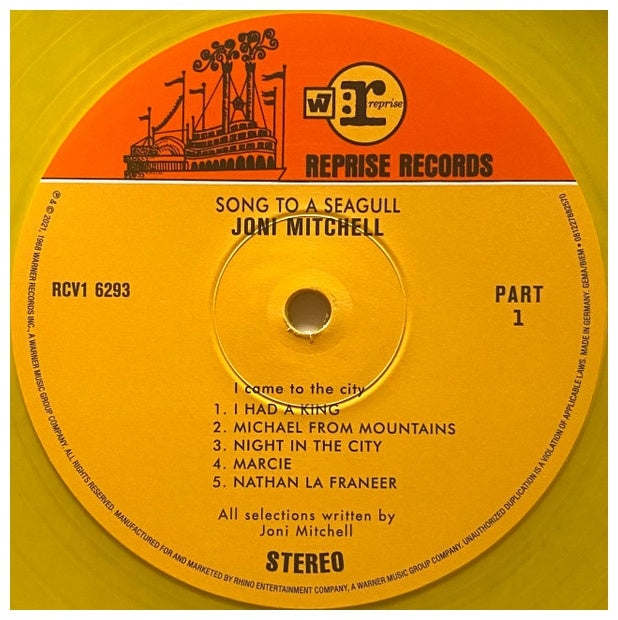 W
r
reprise
REPRISE RECORDS
SONG TO A SEAGULL
JONI MITCHELL
RCV1 6293
PART
1
I came to the city
1. I HAD A KING
2. MICHAEL FROM MOUNTAINS
3. NIGHT IN THE CITY
4. MARCIE
5. NATHAN LA FRANEER
All selections written by
Joni Mitchell
STEREO
℗ & © 2021, 1968 WARNER RECORDS INC., A WARNER MUSIC GROUP COMPANY. ALL RIGHTS RESERVED. MANUFACTURED FOR AND MARKETED BY RHINO ENTERTAINMENT COMPANY, A WARNER MUSIC GROUP COMPANY. UNAUTHORIZED DUPLICATION IS A VIOLATION OF APPLICABLE LAWS. MADE IN GERMANY. GEMA/BIEM • 081227882570